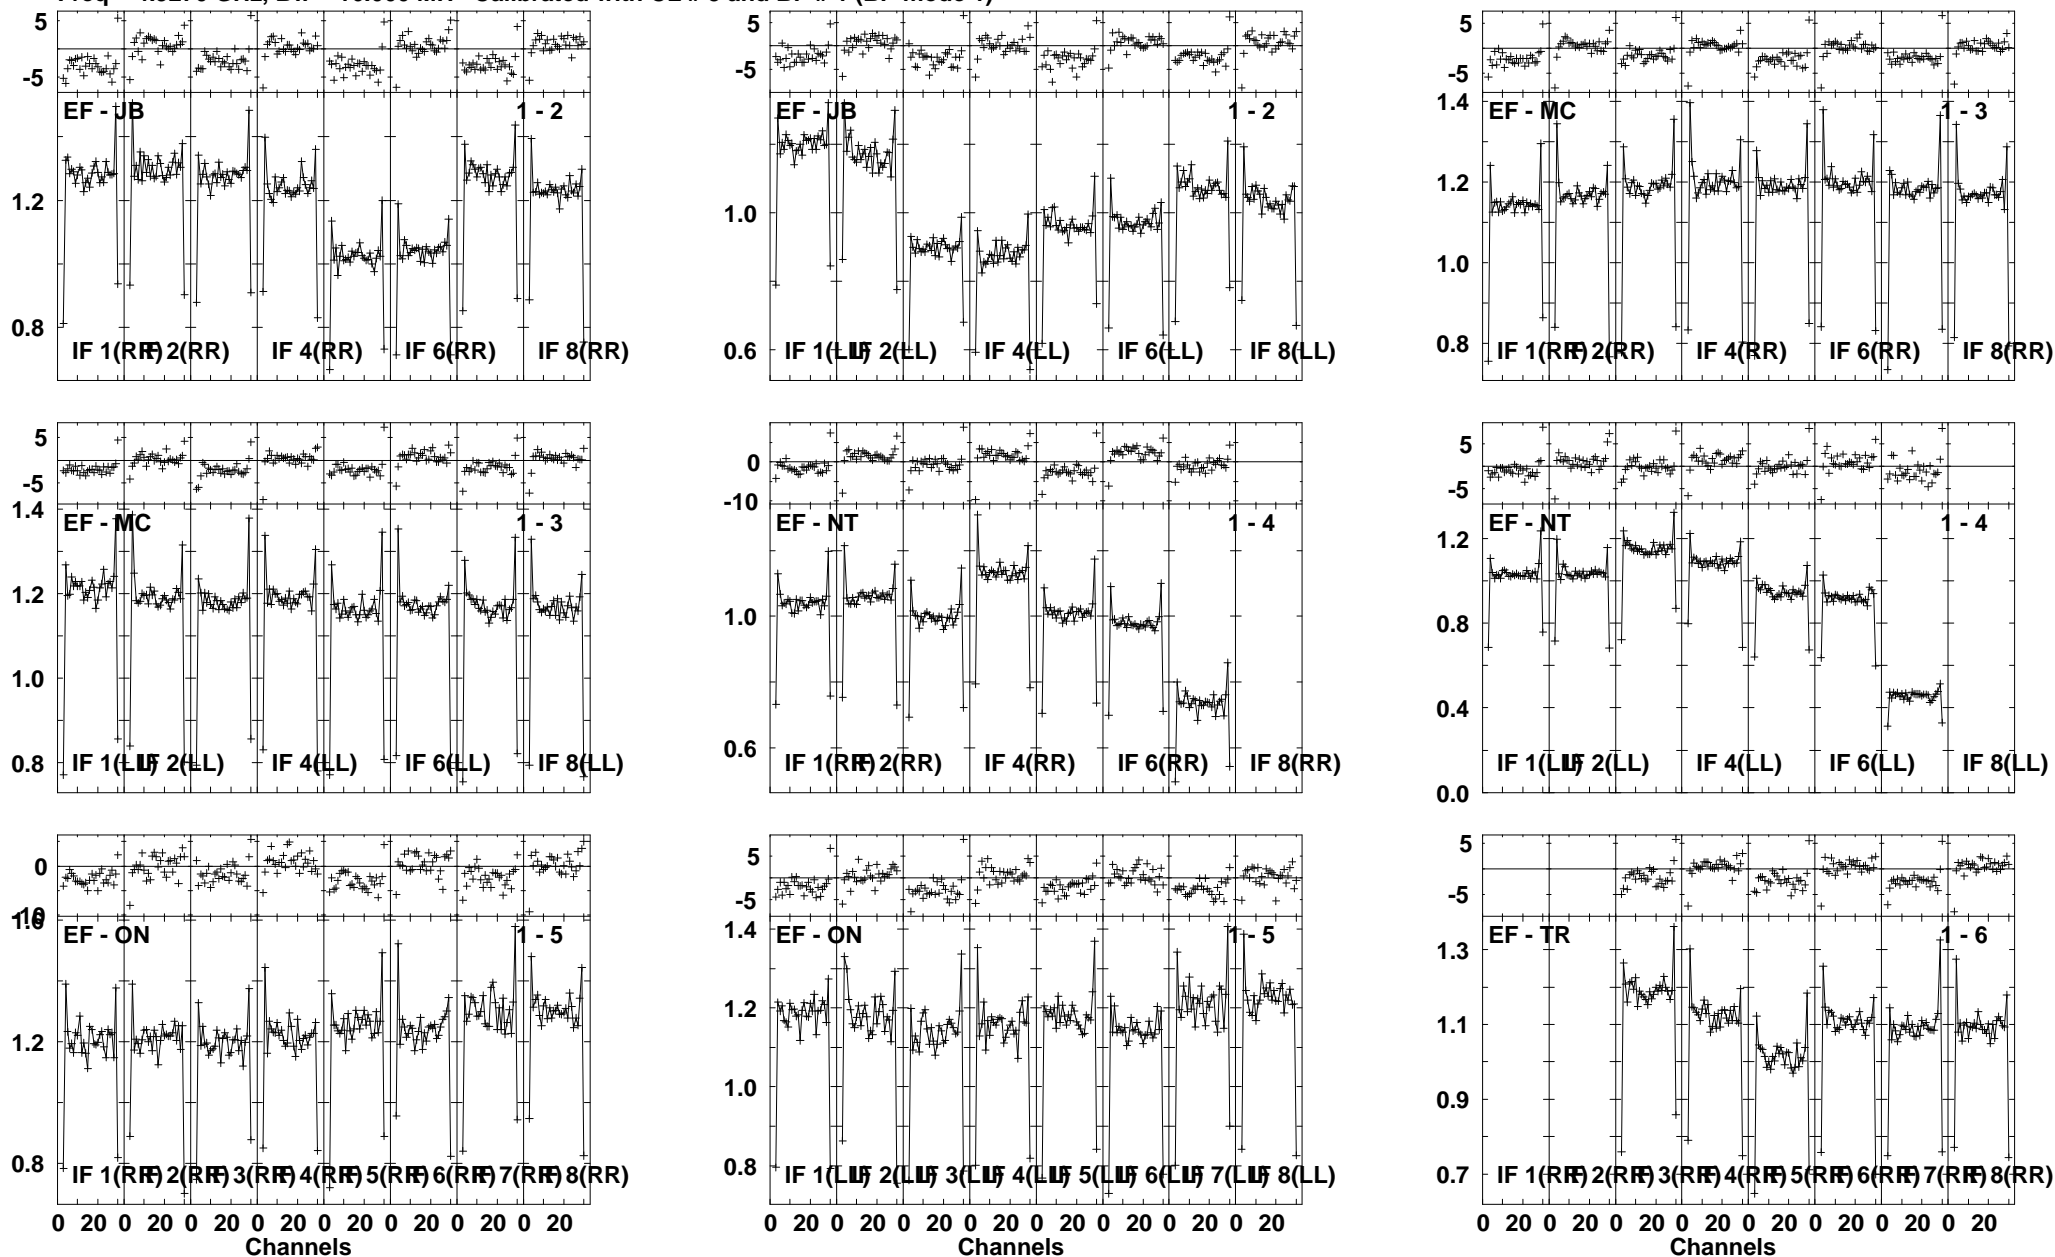 5
-5
EF - JB 1 - 2
1.2
0.8
IF 1(RR) IF 2(RR) IF 4(RR) IF 6(RR) IF 8(RR)
5
-5
EF - JB 1 - 2
1.0
0.6
IF 1(LL) IF 2(LL) IF 4(LL) IF 6(LL) IF 8(LL)
5
-5
1.4
EF - MC 1 - 3
1.2
1.0
0.8
IF 1(RR) IF 2(RR) IF 4(RR) IF 6(RR) IF 8(RR)
5
-5
1.4
EF - MC 1 - 3
1.2
1.0
0.8
IF 1(LL) IF 2(LL) IF 4(LL) IF 6(LL) IF 8(LL)
0
-10
EF - NT 1 - 4
1.0
0.6
IF 1(RR) IF 2(RR) IF 4(RR) IF 6(RR) IF 8(RR)
5
-5
EF - NT 1 - 4
1.2
0.8
0.4
0.0
IF 1(LL) IF 2(LL) IF 4(LL) IF 6(LL) IF 8(LL)
0
-10
1.6
EF - ON 1 - 5
1.2
0.8
IF 1(RR) IF 2(RR) IF 3(RR) IF 4(RR) IF 5(RR) IF 6(RR) IF 7(RR) IF 8(RR)
0 20 0 20 0 20 0 20 0 20 0 20 0 20 0 20
Channels
5
-5
1.4
EF - ON 1 - 5
1.2
1.0
0.8
IF 1(LL) IF 2(LL) IF 3(LL) IF 4(LL) IF 5(LL) IF 6(LL) IF 7(LL) IF 8(LL)
0 20 0 20 0 20 0 20 0 20 0 20 0 20 0 20
Channels
5
-5
EF - TR 1 - 6
1.3
1.1
0.9
0.7
IF 1(RR) IF 2(RR) IF 3(RR) IF 4(RR) IF 5(RR) IF 6(RR) IF 7(RR) IF 8(RR)
0 20 0 20 0 20 0 20 0 20 0 20 0 20 0 20
Channels